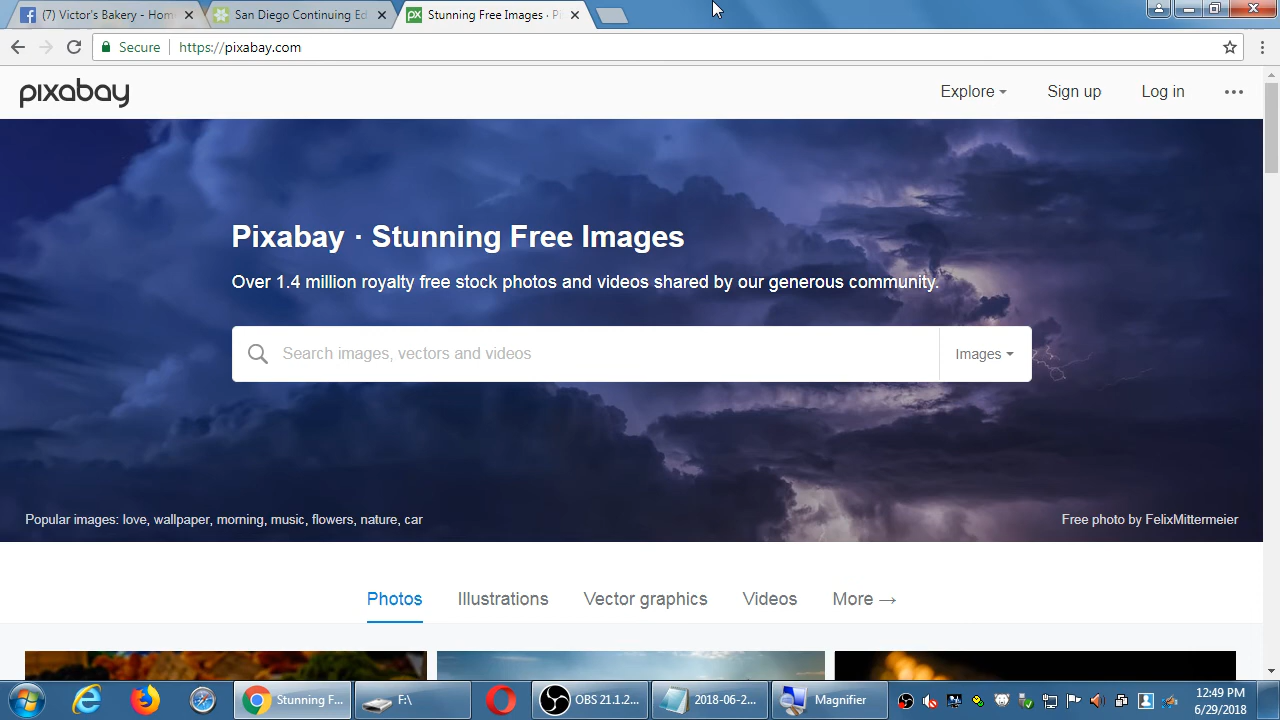 (7) Victor's Bakery - Hom
San Diego Continuing Ed
Stunning Free Images · Pi
Secure
https://pixabay.com
pixabay
Explore
Sign up
Log in
Pixabay · Stunning Free Images
Over 1.4 million royalty free stock photos and videos shared by our generous community.
Search images, vectors and videos
Images
Popular images: love, wallpaper, morning, music, flowers, nature, car
Free photo by FelixMittermeier
Photos
Illustrations
Vector graphics
Videos
More →
Stunning F...
F:\
OBS 21.1.2...
2018-06-2...
Magnifier
12:49 PM
6/29/2018